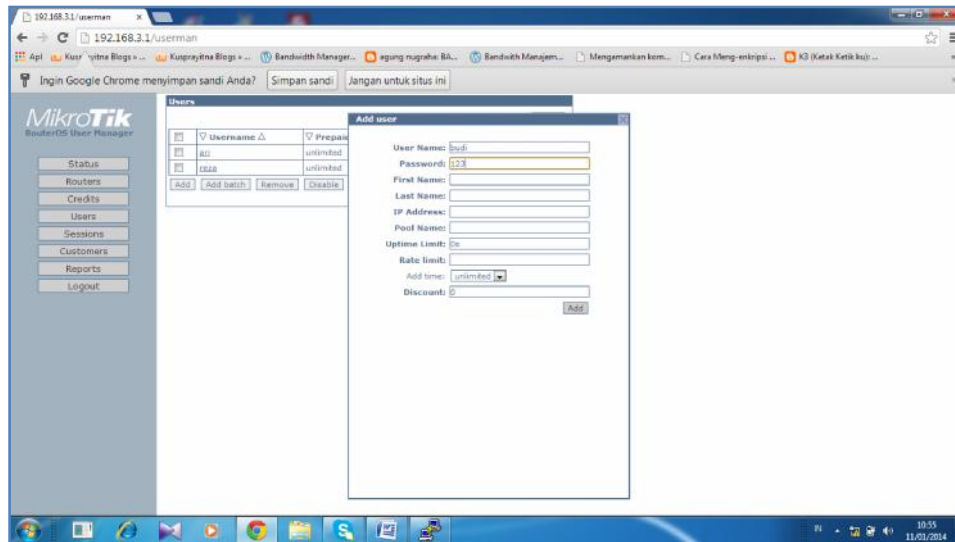 192.168.3.1/userman
192.168.3.1/userman
Apl
Kusprayitna Blogs » ...
Bandwidth Manager...
agung nugraha: BA...
Bandwith Manajem...
Mengamankan kom...
Cara Meng-enkripsi ...
K3 (Ketak Ketik
Ingin Google Chrome menyimpan sandi Anda?
Simpan sandi
Jangan untuk situs ini
MikroTik
RouterOS User Manager
Status
Routers
Credits
Users
Sessions
Customers
Reports
Logout
Users
Username
Prepaid
unlimited
reza
unlimited
Add
Add batch
Remove
Disable
Add user
User Name: budi
Password: 123
First Name:
Last Name:
IP Address:
Pool Name:
Uptime Limit: 0s
Rate limit:
Add time: unlimited
Discount: 0
Add
IN
10:55
11/01/2014